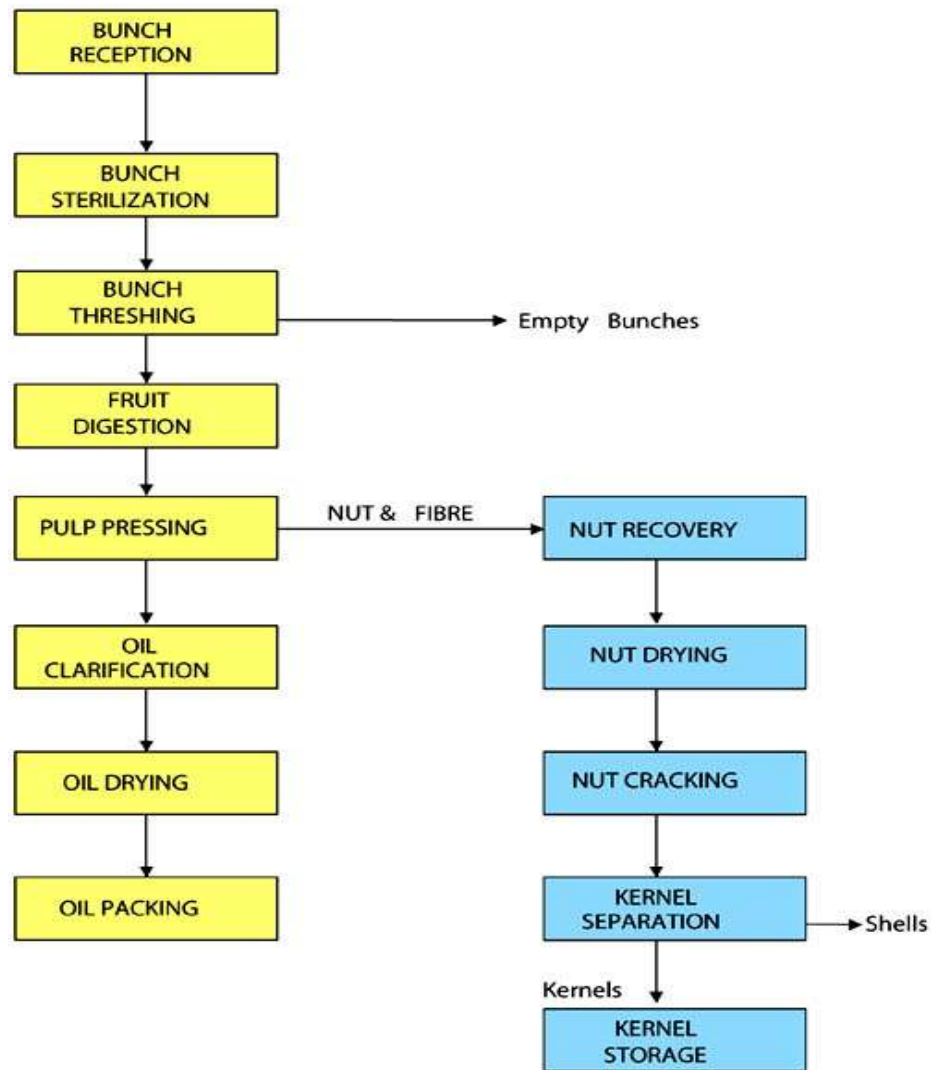 BUNCH
RECEPTION
BUNCH
STERILIZATION
BUNCH
THRESHING
Empty Bunches
FRUIT
DIGESTION
PULP PRESSING
NUT & FIBRE
NUT RECOVERY
OIL
CLARIFICATION
NUT DRYING
OIL DRYING
NUT CRACKING
OIL PACKING
KERNEL
SEPARATION
Shells
Kernels
KERNEL
STORAGE